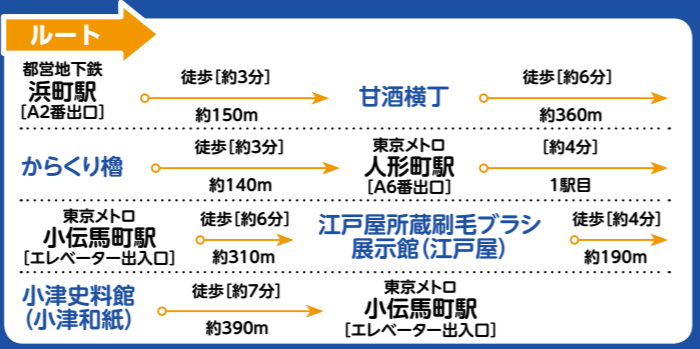 ルート
都営地下鉄
浜町駅
[A2番出口]
徒歩[約3分]
約150m
甘酒横丁
徒歩[約6分]
約360m
からくり櫓
徒歩[約3分]
約140m
東京メトロ
人形町駅
[A6番出口]
[約4分]
1駅目
東京メトロ
小伝馬町駅
[エレベーター出入口]
徒歩[約6分]
約310m
江戸屋所蔵刷毛ブラシ
展示館(江戸屋)
徒歩[約4分]
約190m
小津史料館
(小津和紙)
徒歩[約7分]
約390m
東京メトロ
小伝馬町駅
[エレベーター出入口]